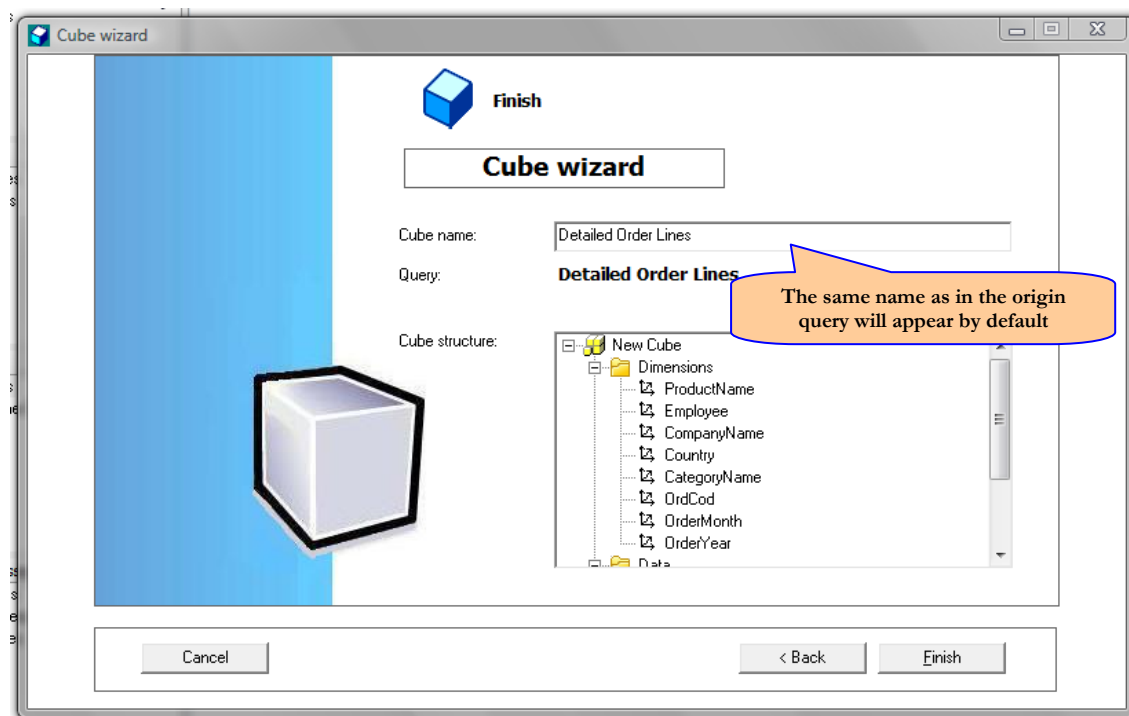 Cube wizard
Finish
Cube wizard
Cube name:
Detailed Order Lines
Query:
Detailed Order Lines
The same name as in the origin
query will appear by default
Cube structure:
New Cube
Dimensions
ProductName
Employee
CompanyName
Country
CategoryName
OrdCod
OrderMonth
OrderYear
Data
Cancel
< Back
Finish